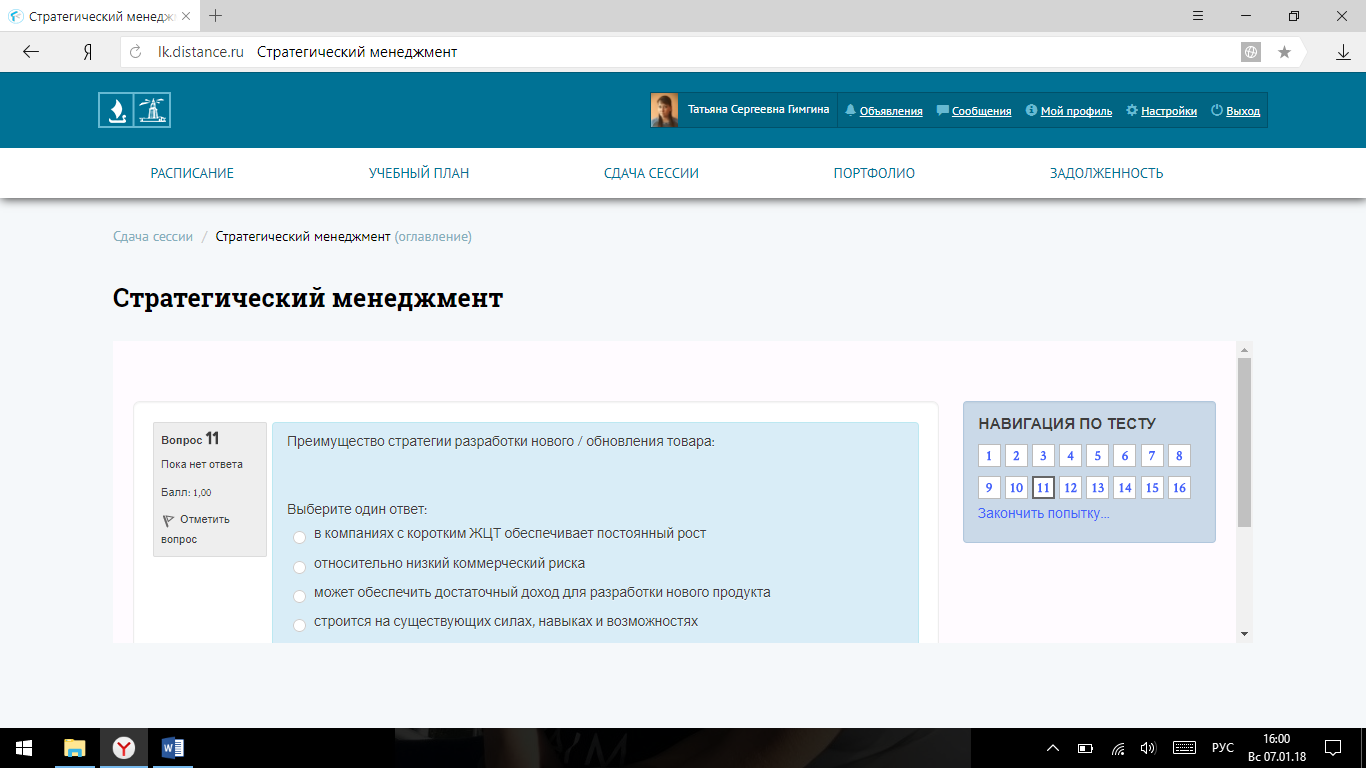 Стратегический менедж
lk.distance.ru Стратегический менеджмент
Татьяна Сергеевна Гимгина Объявления Сообщения Мой профиль Настройки Выход
РАСПИСАНИЕ УЧЕБНЫЙ ПЛАН СДАЧА СЕССИИ ПОРТФОЛИО ЗАДОЛЖЕННОСТЬ
Сдача сессии / Стратегический менеджмент (оглавление)
Стратегический менеджмент
Вопрос 11
Пока нет ответа
Балл: 1,00
Отметить
вопрос
Преимущество стратегии разработки нового / обновления товара:
Выберите один ответ:
в компаниях с коротким ЖЦТ обеспечивает постоянный рост
относительно низкий коммерческий риска
может обеспечить достаточный доход для разработки нового продукта
строится на существующих силах, навыках и возможностях
НАВИГАЦИЯ ПО ТЕСТУ
1 2 3 4 5 6 7 8
9 10 11 12 13 14 15 16
Закончить попытку...
РУС
16:00
Вс 07.01.18